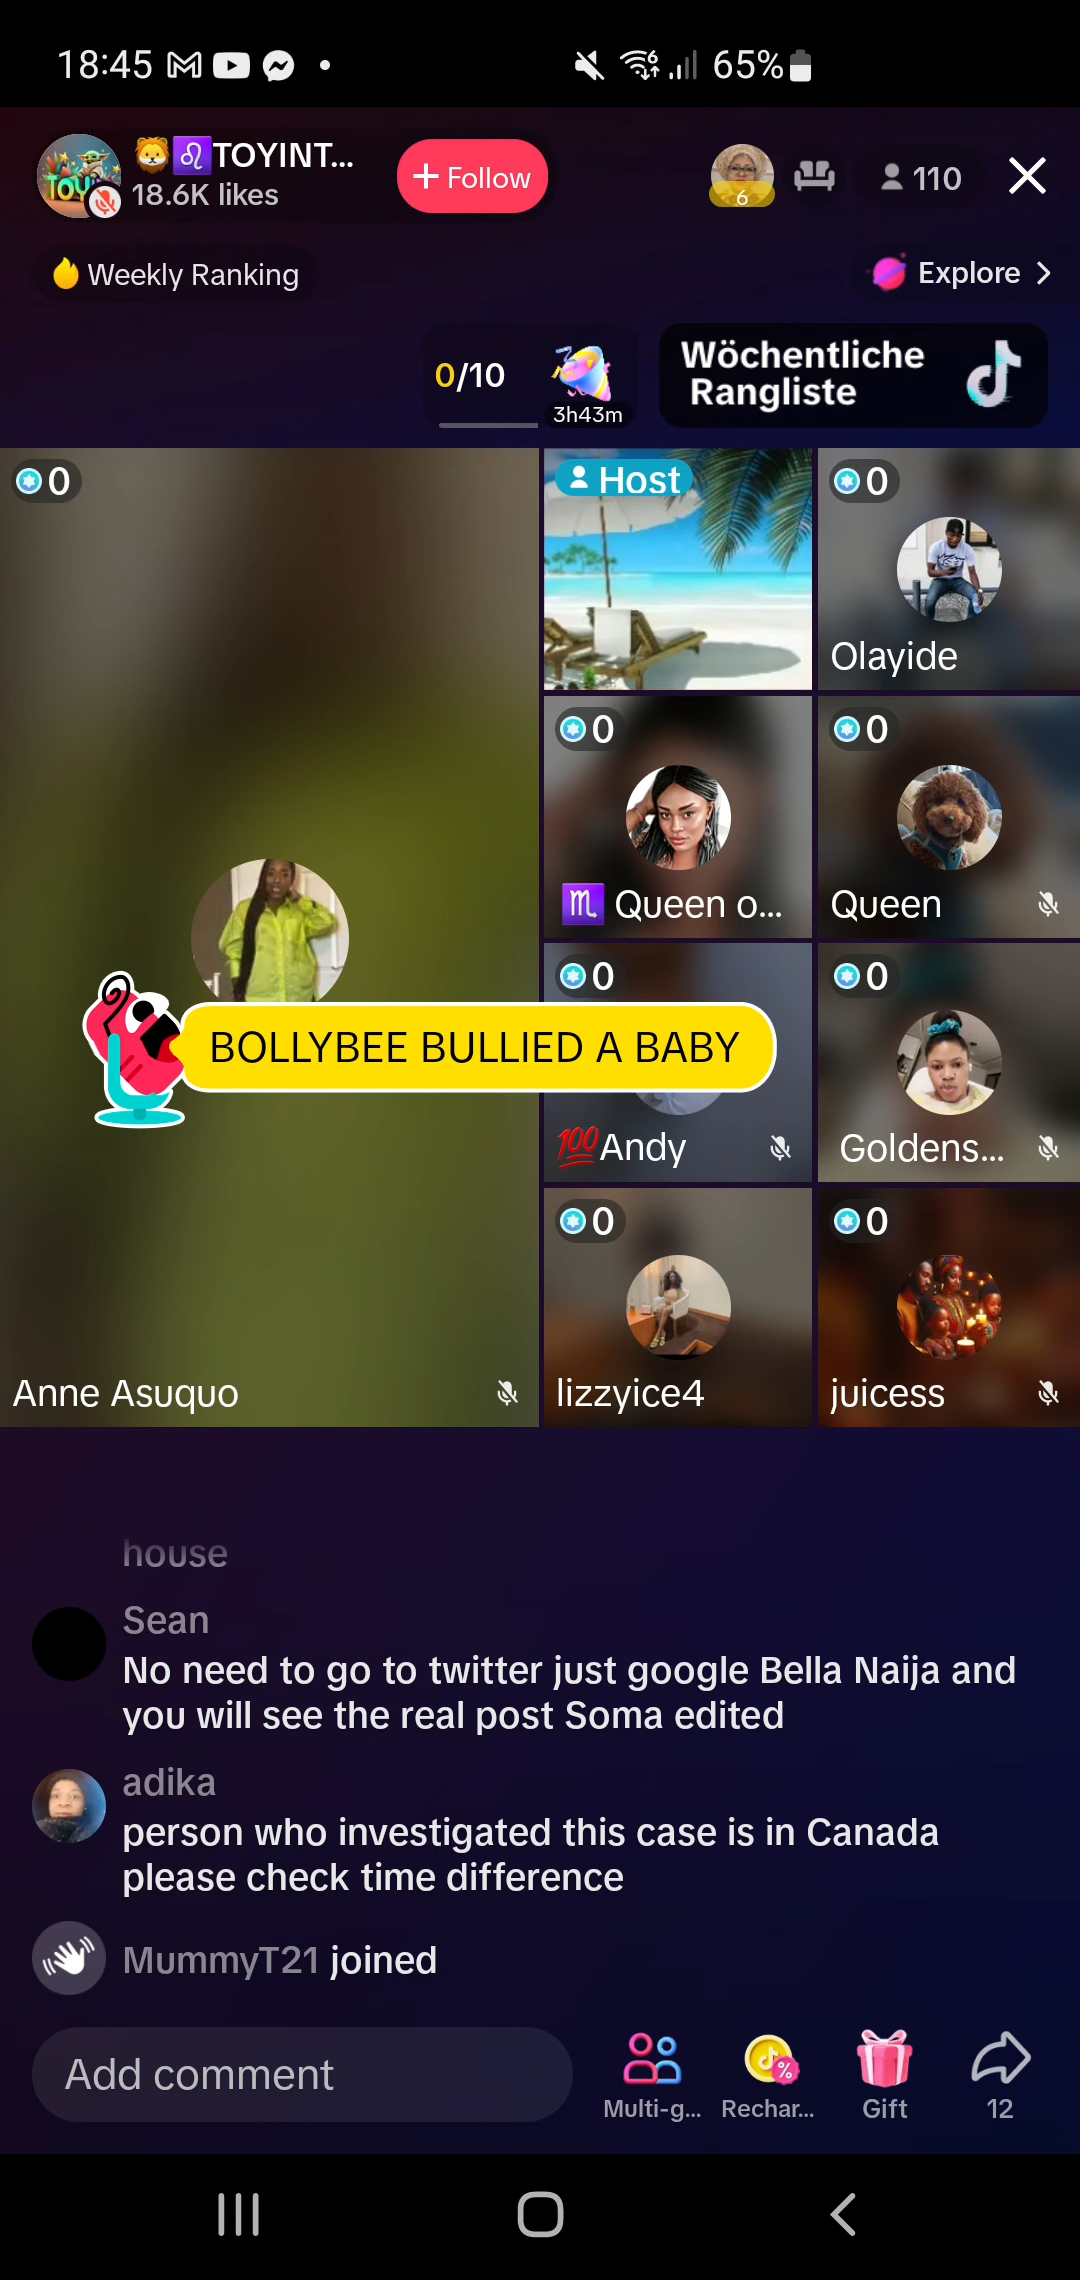 18:45
65%
🦁♌TOYINT...
18.6K likes
+ Follow
6
110
Weekly Ranking
Explore >
0/10
3h43m
Wöchentliche
Rangliste
0
Host
0
Olayide
0
♏ Queen o...
0
Queen
BOLLYBEE BULLIED A BABY
0
💯Andy
0
Goldens...
Anne Asuquo
0
lizzyice4
0
juicess
house
Sean
No need to go to twitter just google Bella Naija and
you will see the real post Soma edited
adika
person who investigated this case is in Canada
please check time difference
MummyT21 joined
Add comment
Multi-g...
Rechar...
Gift
12